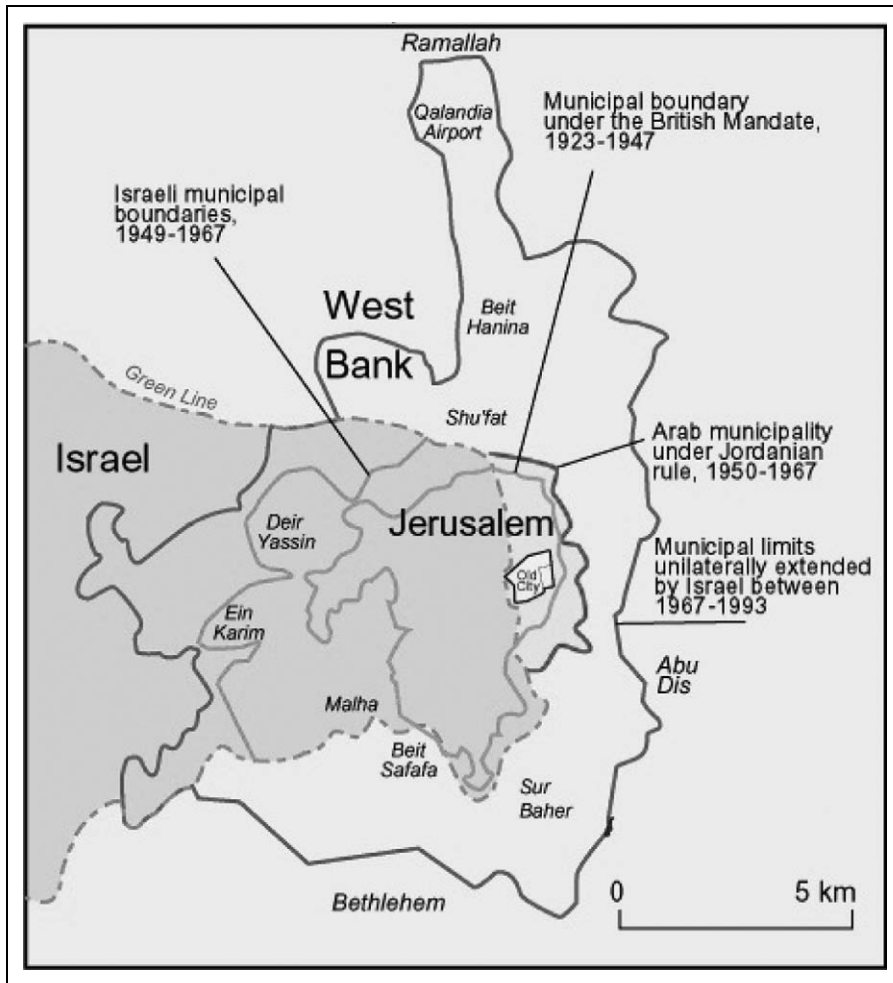 Ramallah
Qalandia
Airport
Municipal boundary
under the British Mandate,
1923-1947
Israeli municipal
boundaries,
1949-1967
West
Bank
Beit
Hanina
Green Line
Shu'fat
Israel
Arab municipality
under Jordanian
rule, 1950-1967
Deir
Yassin
Jerusalem
Old
City
Municipal limits
unilaterally extended
by Israel between
1967-1993
Ein
Karim
Abu
Dis
Malha
Beit
Safafa
Sur
Baher
Bethlehem
0 5 km